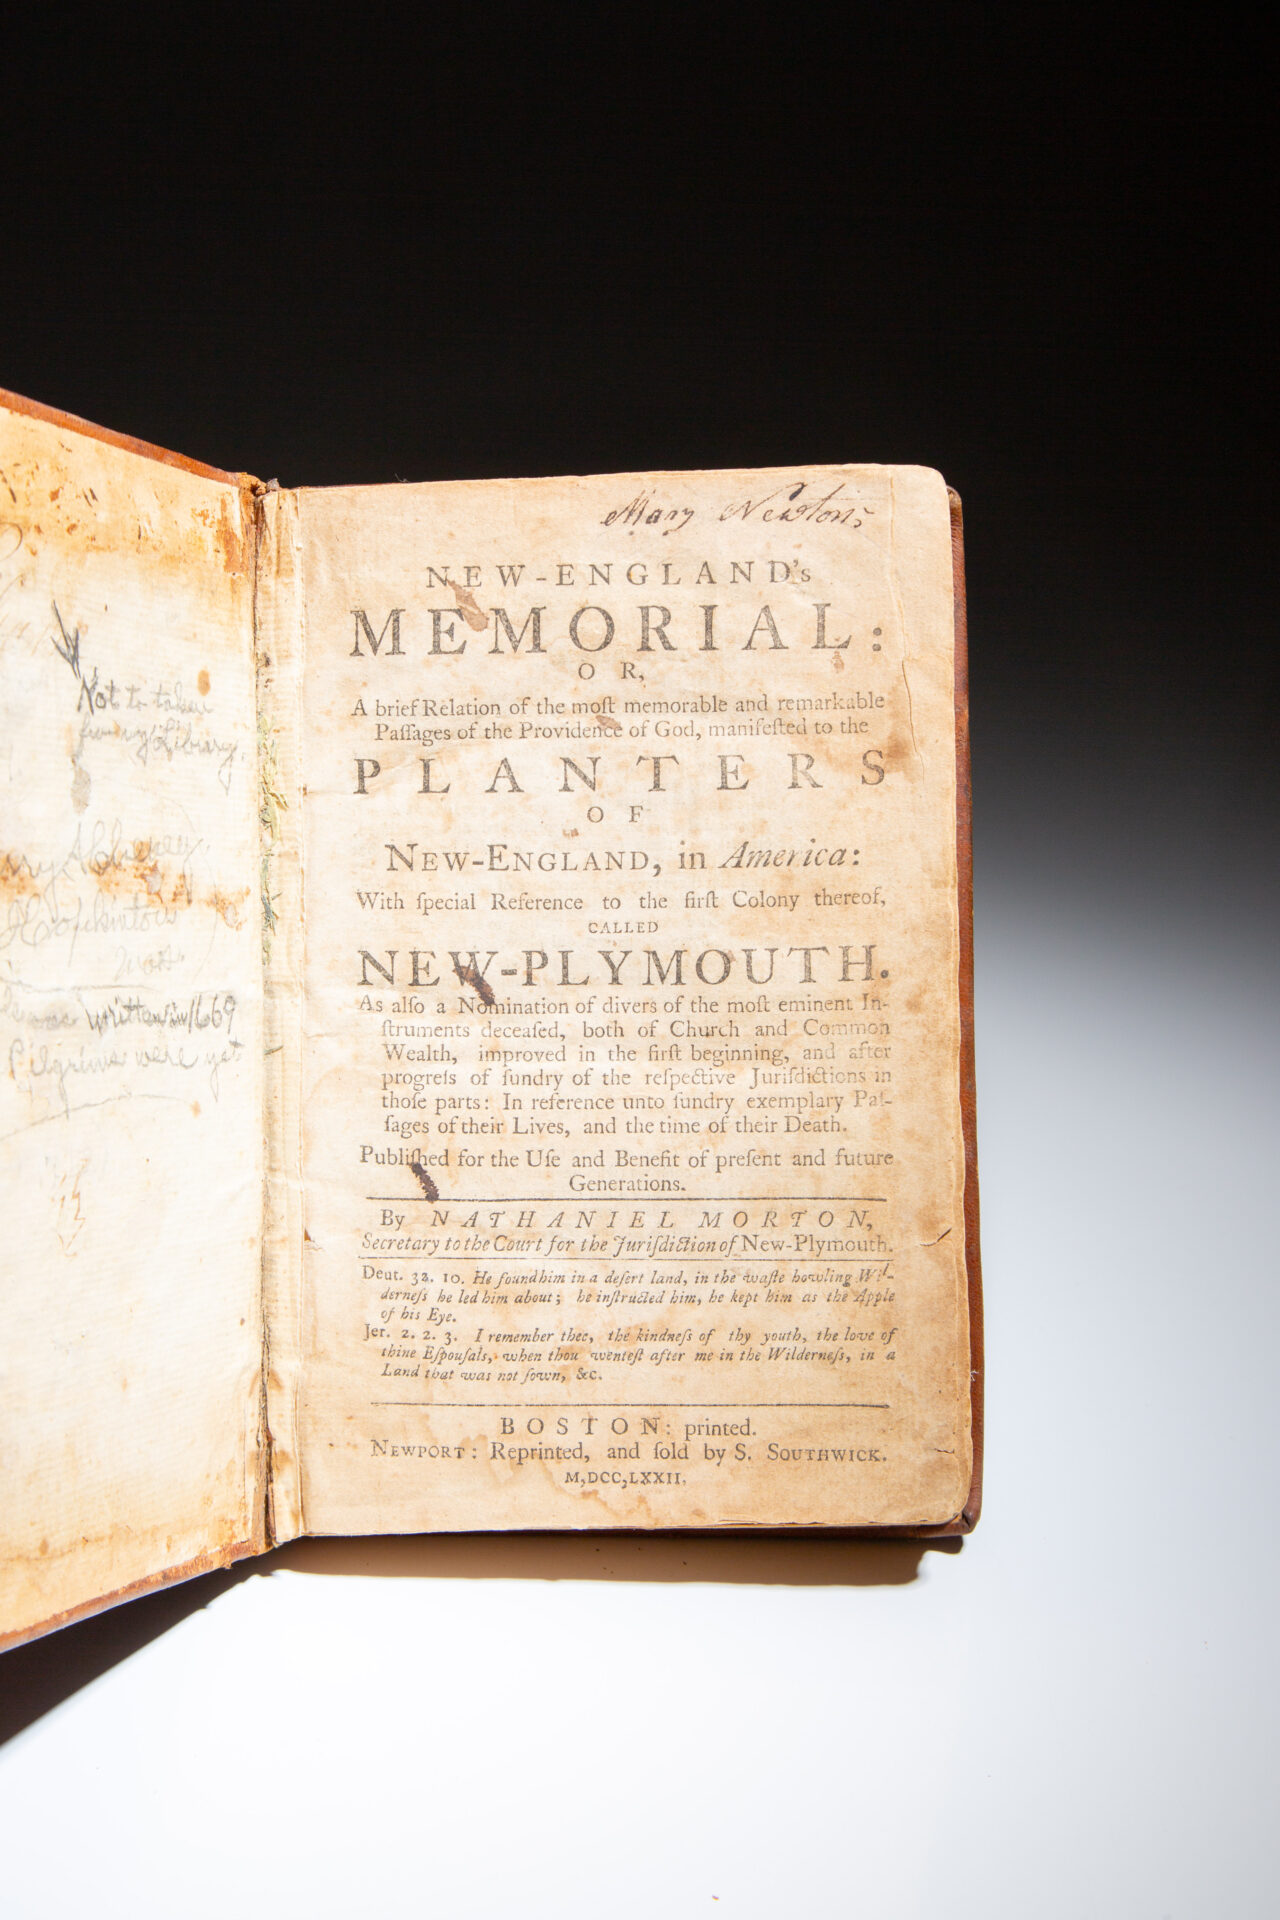 Not to taken
from my Library.
Hopkinton
Mass.
written in 1669
Pilgrims were yet
Mary Newton's
NEW-ENGLAND's
MEMORIAL:
OR,
A brief Relation of the moſt memorable and remarkable
Paſſages of the Providence of God, manifeſted to the
PLANTERS
OF
NEW-ENGLAND, in America:
With ſpecial Reference to the firſt Colony thereof,
CALLED
NEW-PLYMOUTH.
As alſo a Nomination of divers of the moſt eminent In-
ſtruments deceaſed, both of Church and Common
Wealth, improved in the firſt beginning, and after
progreſs of ſundry of the reſpective Juriſdictions in
thoſe parts: In reference unto ſundry exemplary Paſ-
ſages of their Lives, and the time of their Death.
Publiſhed for the Uſe and Benefit of preſent and future
Generations.
By NATHANIEL MORTON,
Secretary to the Court for the Juriſdiction of New-Plymouth.
Deut. 32. 10. He found him in a deſert land, in the waſte howling Wil-
derneſs he led him about; he inſtructed him, he kept him as the Apple
of his Eye.
Jer. 2. 2. 3. I remember thee, the kindneſs of thy youth, the love of
thine Eſpouſals, when thou wenteſt after me in the Wilderneſs, in a
Land that was not ſown, &c.
BOSTON: printed.
NEWPORT: Reprinted, and ſold by S. SOUTHWICK.
M,DCC,LXXII.